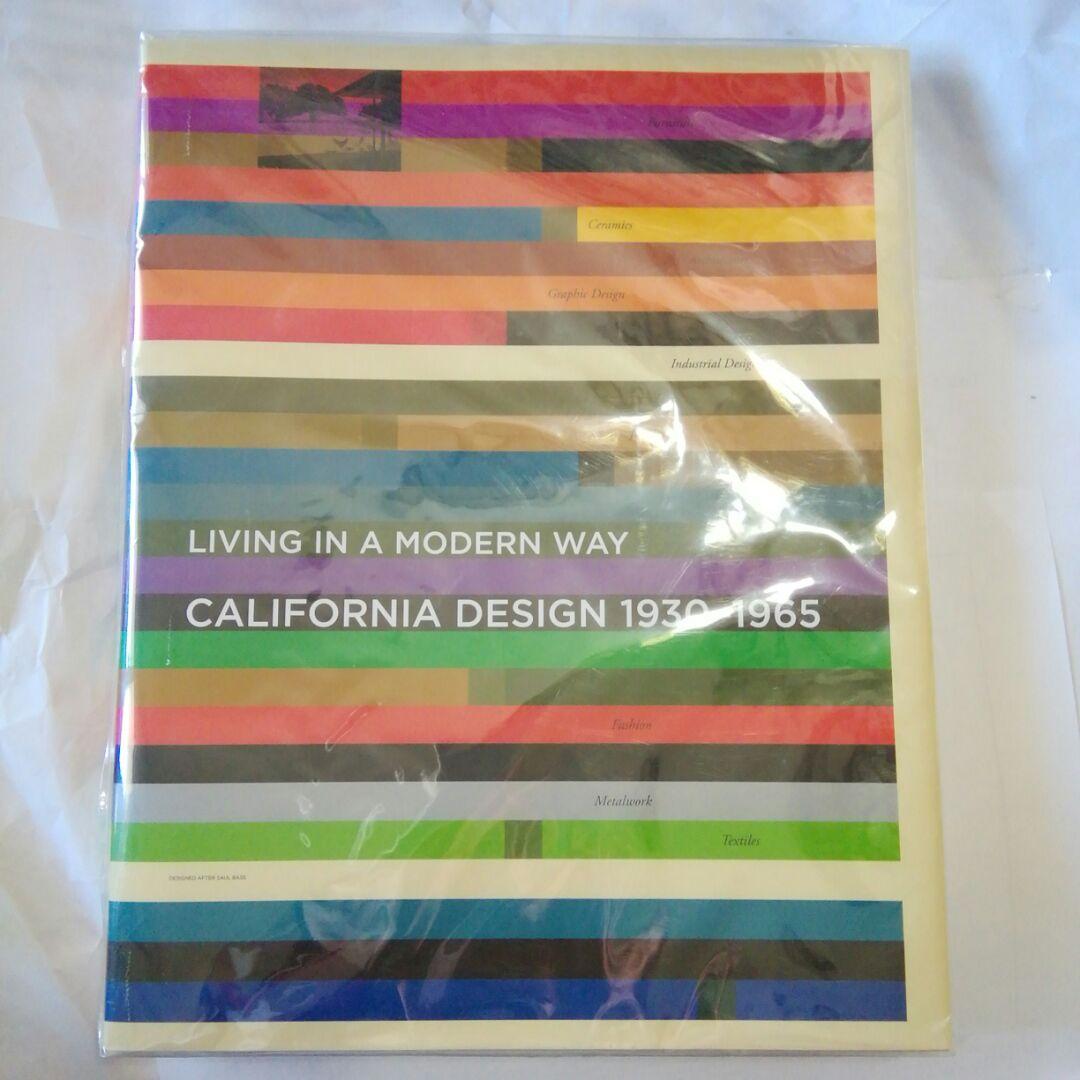 Ceramics
Graphic Design
Industrial Design
LIVING IN A MODERN WAY
CALIFORNIA DESIGN 1930–1965
Fashion
Metalwork
Textiles
DESIGNED AFTER SAUL BASS